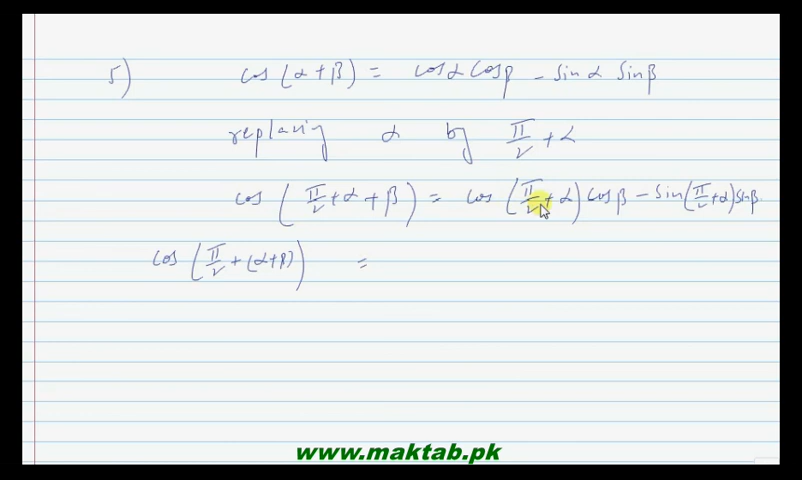 5) cos (α+β) = cosα cosβ - sinα sinβ
replacing α by π/2 + α
cos (π/2 + α + β) = cos (π/2 + α) cosβ - sin(π/2+α) sinβ
cos (π/2 + (α+β)) =
www.maktab.pk